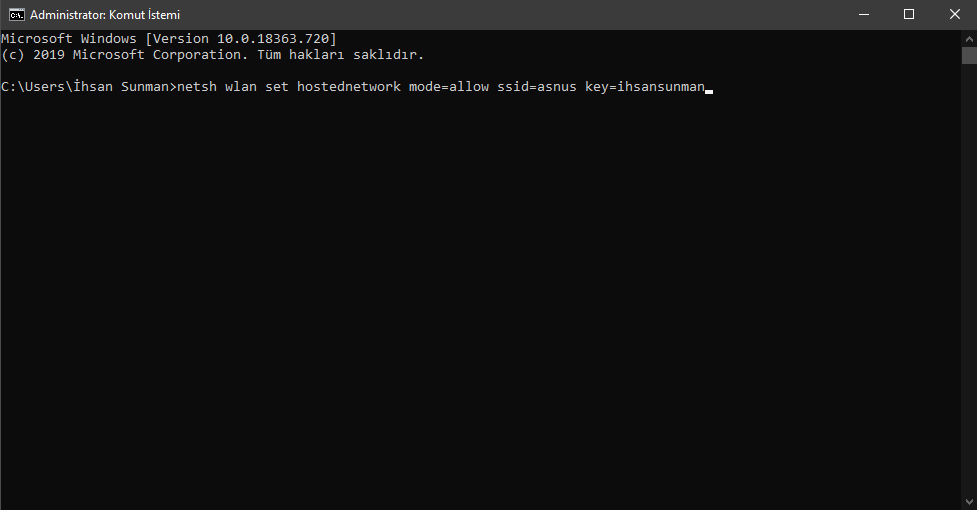 Administrator: Komut İstemi
Microsoft Windows [Version 10.0.18363.720]
(c) 2019 Microsoft Corporation. Tüm hakları saklıdır.
C:\Users\İhsan Sunman>netsh wlan set hostednetwork mode=allow ssid=asnus key=ihsansunman